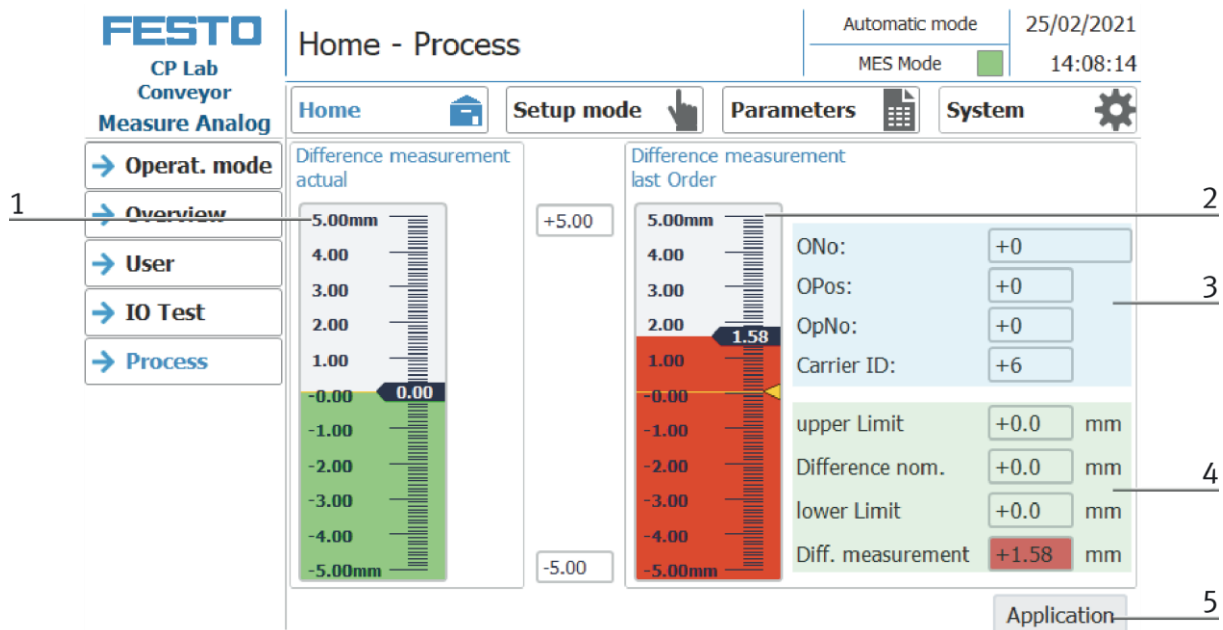 FESTO
CP Lab
Conveyor
Measure Analog
Home - Process
Automatic mode
MES Mode
25/02/2021
14:08:14
Home
Setup mode
Parameters
System
Operat. mode
Overview
User
IO Test
Process
1
Difference measurement
actual
5.00mm
4.00
3.00
2.00
1.00
-0.00
0.00
-1.00
-2.00
-3.00
-4.00
-5.00mm
+5.00
-5.00
Difference measurement
last Order
5.00mm
4.00
3.00
2.00
1.58
1.00
-0.00
-1.00
-2.00
-3.00
-4.00
-5.00mm
2
ONo: +0
OPos: +0
OpNo: +0
Carrier ID: +6
3
upper Limit +0.0 mm
Difference nom. +0.0 mm
lower Limit +0.0 mm
Diff. measurement +1.58 mm
4
Application
5